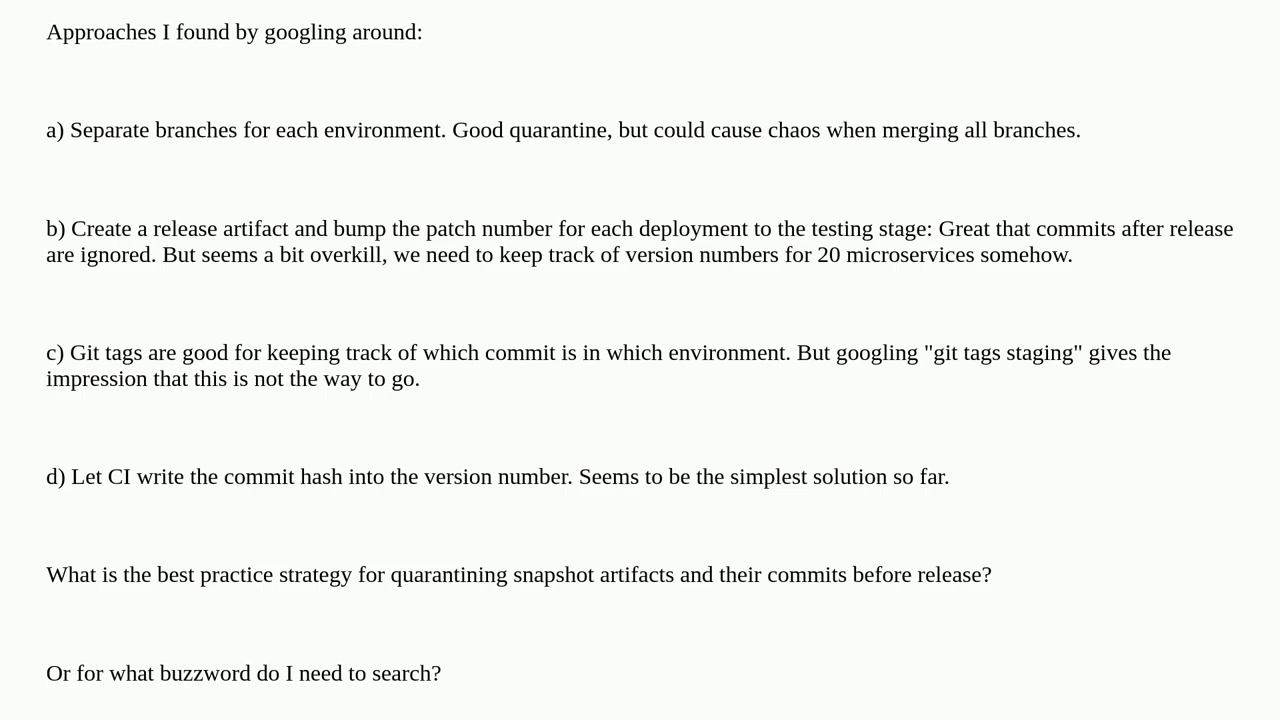 Approaches I found by googling around:
a) Separate branches for each environment. Good quarantine, but could cause chaos when merging all branches.
b) Create a release artifact and bump the patch number for each deployment to the testing stage: Great that commits after release
are ignored. But seems a bit overkill, we need to keep track of version numbers for 20 microservices somehow.
c) Git tags are good for keeping track of which commit is in which environment. But googling "git tags staging" gives the
impression that this is not the way to go.
d) Let CI write the commit hash into the version number. Seems to be the simplest solution so far.
What is the best practice strategy for quarantining snapshot artifacts and their commits before release?
Or for what buzzword do I need to search?